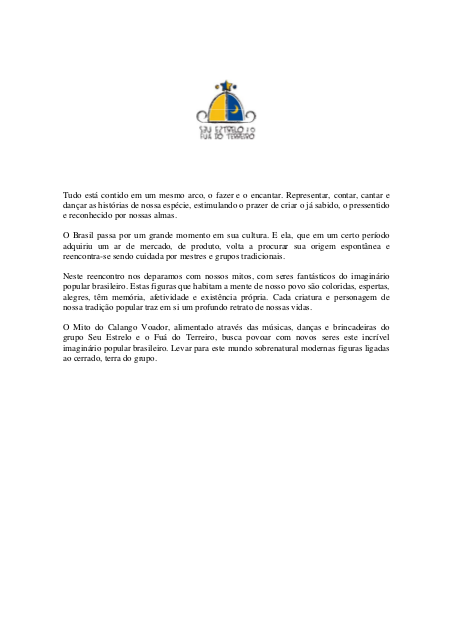 SEU ESTRELO E O
FUÁ DO TERREIRO
Tudo está contido em um mesmo arco, o fazer e o encantar. Representar, contar, cantar e
dançar as histórias de nossa espécie, estimulando o prazer de criar o já sabido, o pressentido
e reconhecido por nossas almas.
O Brasil passa por um grande momento em sua cultura. E ela, que em um certo período
adquiriu um ar de mercado, de produto, volta a procurar sua origem espontânea e
reencontra-se sendo cuidada por mestres e grupos tradicionais.
Neste reencontro nos deparamos com nossos mitos, com seres fantásticos do imaginário
popular brasileiro. Estas figuras que habitam a mente de nosso povo são coloridas, espertas,
alegres, têm memória, afetividade e existência própria. Cada criatura e personagem de
nossa tradição popular traz em si um profundo retrato de nossas vidas.
O Mito do Calango Voador, alimentado através das músicas, danças e brincadeiras do
grupo Seu Estrelo e o Fuá do Terreiro, busca povoar com novos seres este incrível
imaginário popular brasileiro. Levar para este mundo sobrenatural modernas figuras ligadas
ao cerrado, terra do grupo.